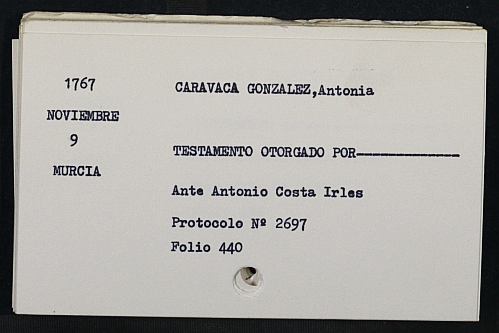 1767
NOVIEMBRE
9
MURCIA
CARAVACA GONZALEZ,Antonia
TESTAMENTO OTORGADO POR-------------
Ante Antonio Costa Irles
Protocolo Nº 2697
Folio 440